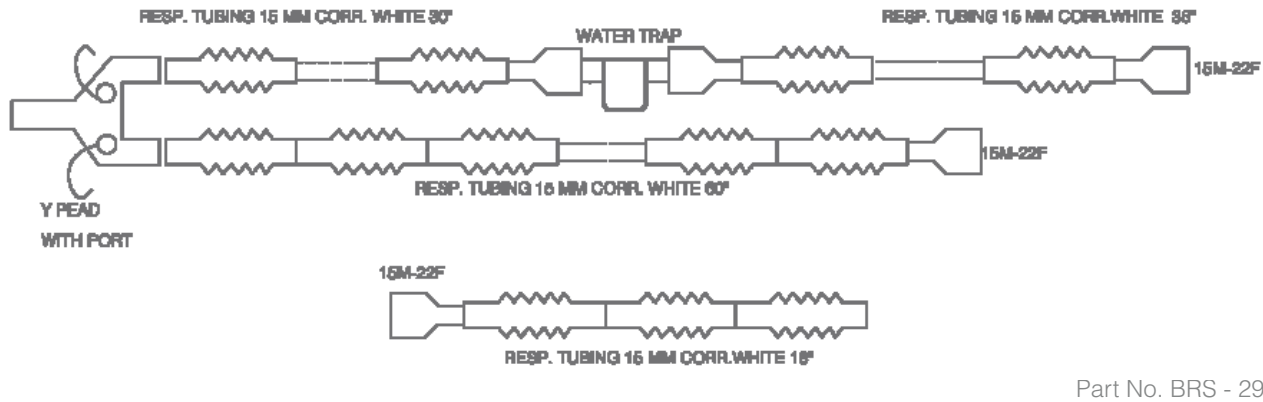 RESP. TUBING 15 MM CORR. WHITE 30"
RESP. TUBING 15 MM CORR.WHITE 36"
WATER TRAP
15M-22F
15M-22F
RESP. TUBING 15 MM CORR. WHITE 60"
Y PEAD
WITH PORT
15M-22F
RESP. TUBING 15 MM CORR.WHITE 18"
Part No. BRS - 29